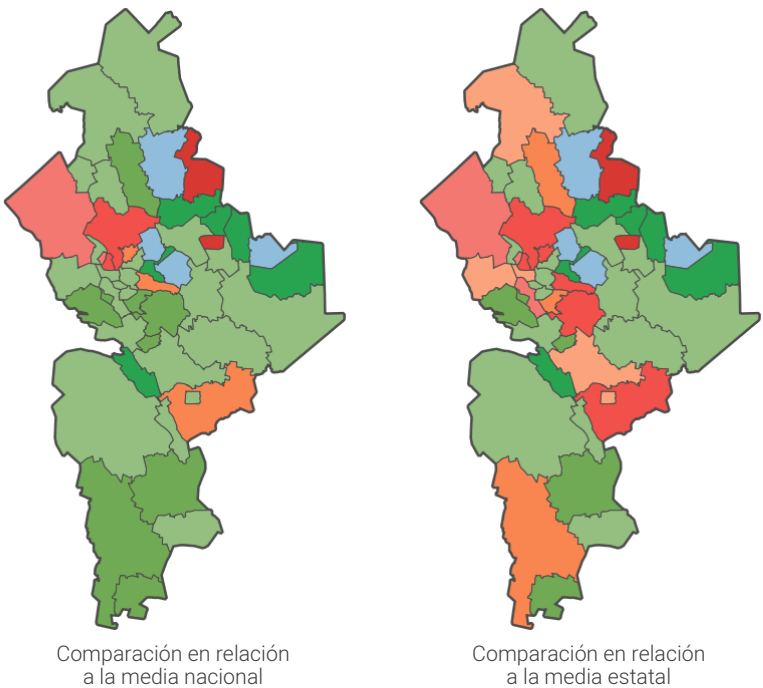 Comparación en relación
a la media nacional
Comparación en relación
a la media estatal